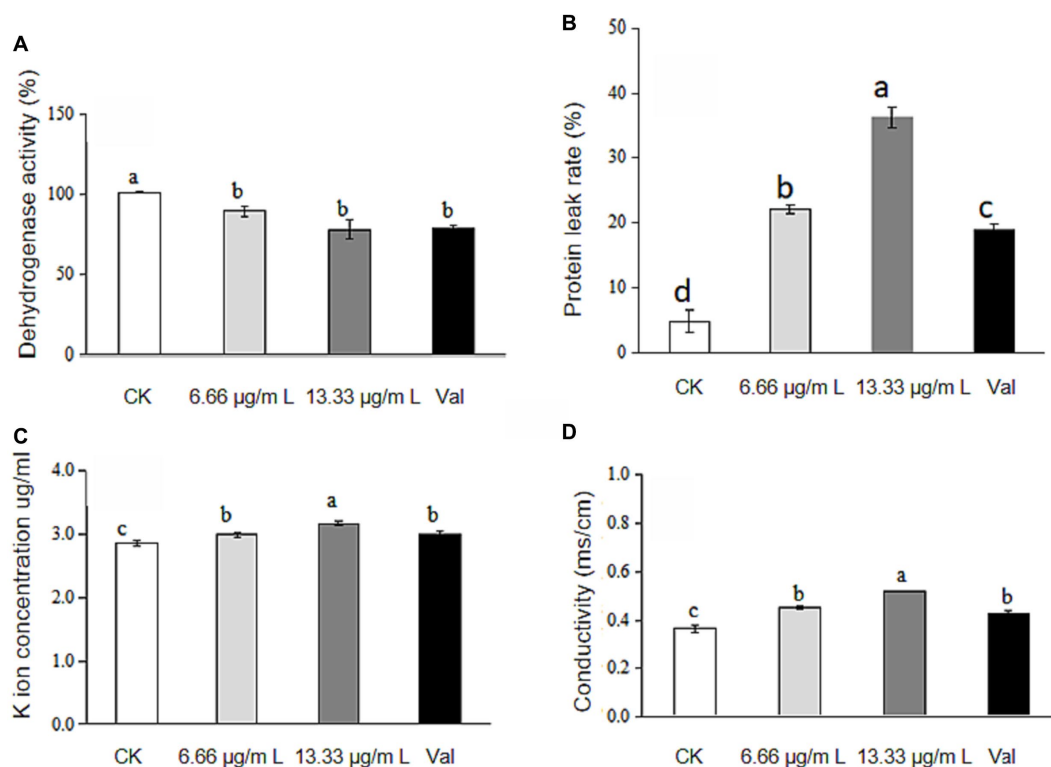 A
Dehydrogenase activity (%)
150
100
50
0
a
b
b
b
CK 6.66 µg/m L 13.33 µg/m L Val
B
Protein leak rate (%)
50
40
30
20
10
0
d
b
a
c
CK 6.66 µg/m L 13.33 µg/m L Val
C
K ion concentration ug/ml
4.0
3.0
2.0
1.0
0.0
c
b
a
b
CK 6.66 µg/m L 13.33 µg/m L Val
D
Conductivity (ms/cm)
1.0
0.8
0.6
0.4
0.2
0.0
c
b
a
b
CK 6.66 µg/m L 13.33 µg/m L Val